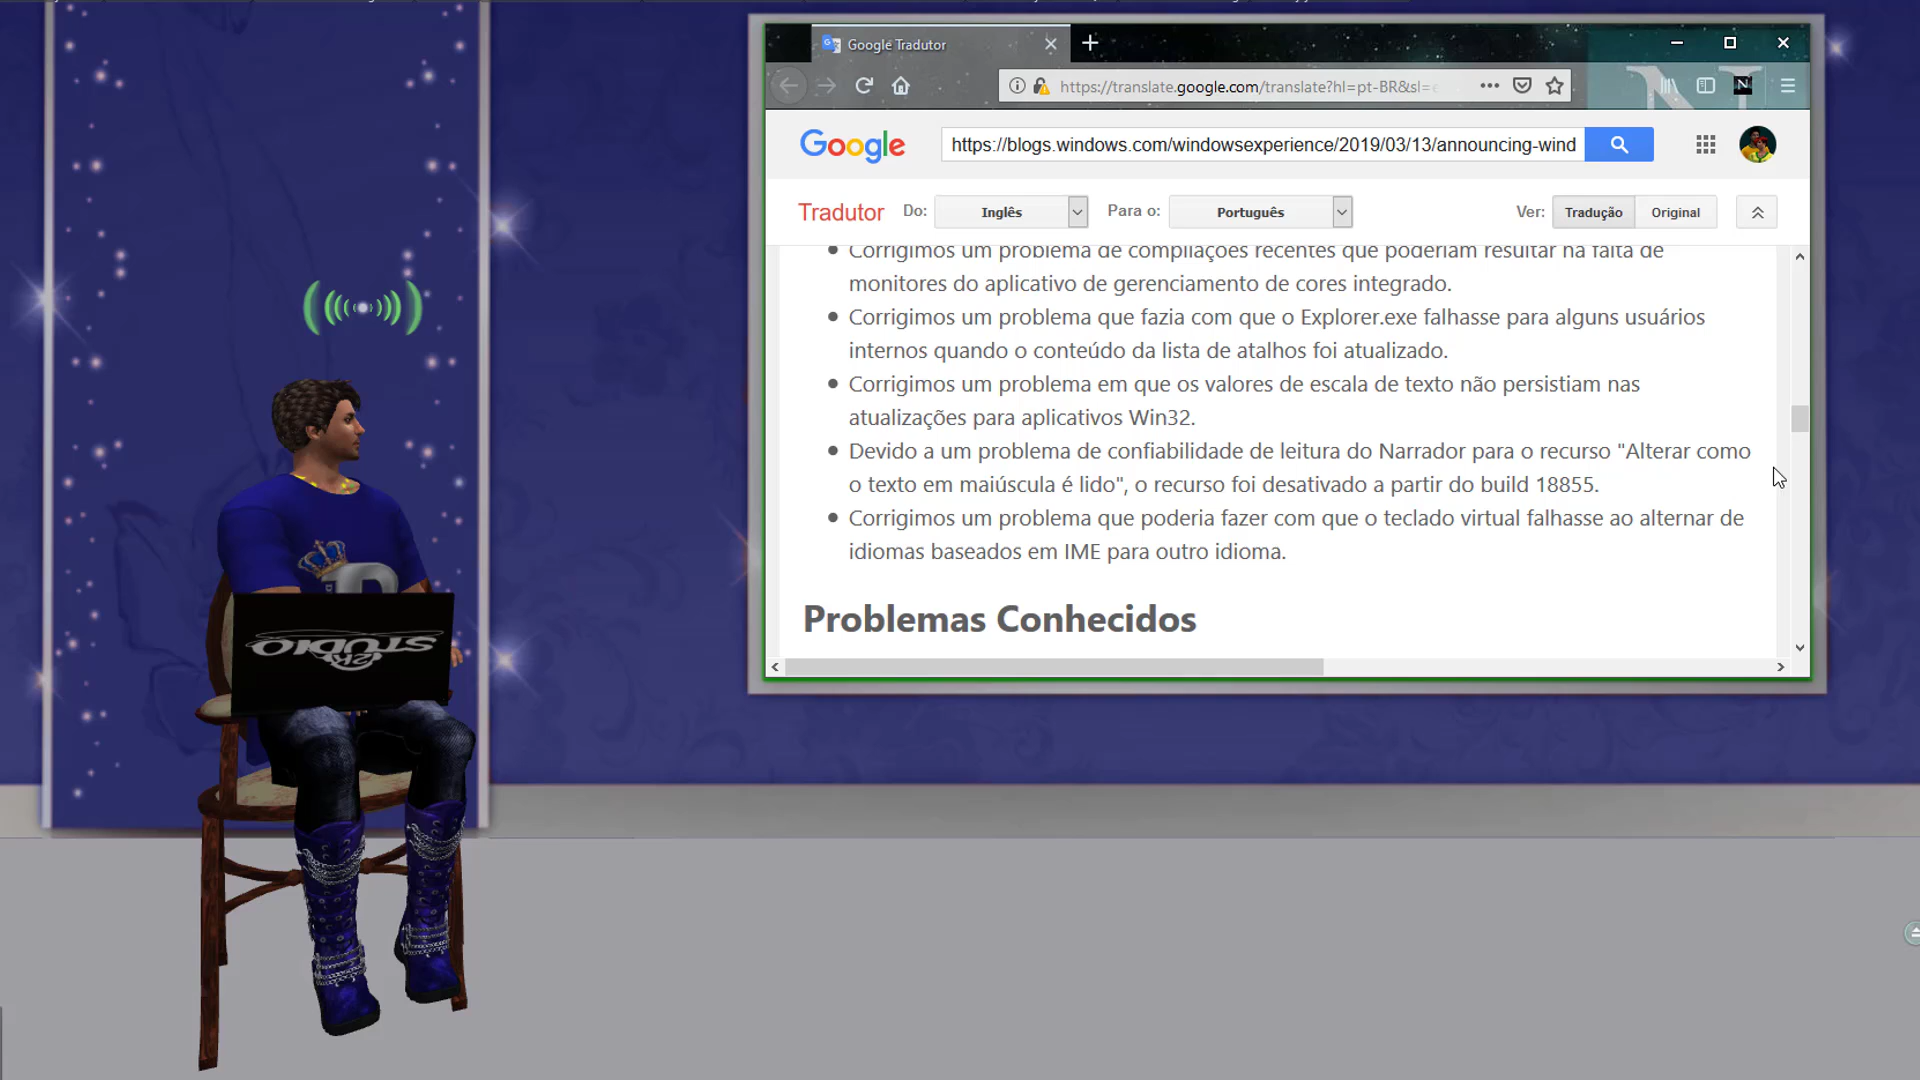 Google Tradutor
https://translate.google.com/translate?hl=pt-BR&sl=e
Google
https://blogs.windows.com/windowsexperience/2019/03/13/announcing-wind
Tradutor
Do:
Inglês
Para o:
Português
Ver:
Tradução
Original
Corrigimos um problema de compilações recentes que poderiam resultar na falta de
monitores do aplicativo de gerenciamento de cores integrado.
Corrigimos um problema que fazia com que o Explorer.exe falhasse para alguns usuários
internos quando o conteúdo da lista de atalhos foi atualizado.
Corrigimos um problema em que os valores de escala de texto não persistiam nas
atualizações para aplicativos Win32.
Devido a um problema de confiabilidade de leitura do Narrador para o recurso "Alterar como
o texto em maiúscula é lido", o recurso foi desativado a partir do build 18855.
Corrigimos um problema que poderia fazer com que o teclado virtual falhasse ao alternar de
idiomas baseados em IME para outro idioma.
Problemas Conhecidos
STUDIO